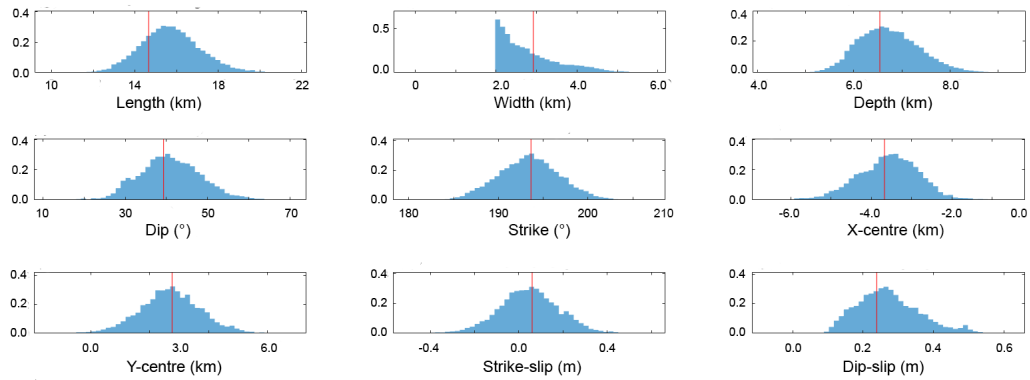 0.4 0.4 0.4
0.2 0.2
0.0 0.0 0.0
10 14 18 22 0 2.0 4.0 6.0 4.0 6.0 8.0
Length (km) Width (km) Depth (km)
0.4 0.4 0.4
0.2 0.2 0.2
0.0 0.0 0.0
10 30 50 70 180 190 200 210 -6.0 -4.0 -2.0 0.0
Dip (°) Strike (°) X-centre (km)
0.4 0.4 0.4
0.2 0.2 0.2
0.0 0.0 0.0
0.0 3.0 6.0 -0.4 0.0 0.4 0.0 0.2 0.4 0.6
Y-centre (km) Strike-slip (m) Dip-slip (m)